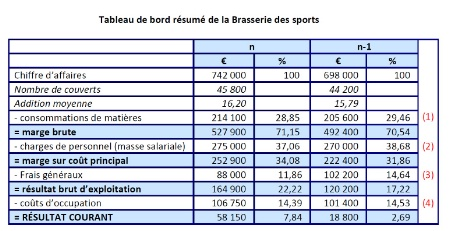 Tableau de bord résumé de la Brasserie des sports
n n-1
€ % € %
Chiffre d'affaires 742 000 100 698 000 100
Nombre de couverts 45 800 44 200
Addition moyenne 16,20 15,79
- consommations de matières 214 100 28,85 205 600 29,46 (1)
= marge brute 527 900 71,15 492 400 70,54
- charges de personnel (masse salariale) 275 000 37,06 270 000 38,68 (2)
= marge sur coût principal 252 900 34,08 222 400 31,86
- Frais généraux 88 000 11,86 102 200 14,64 (3)
= résultat brut d'exploitation 164 900 22,22 120 200 17,22
- coûts d'occupation 106 750 14,39 101 400 14,53 (4)
= RÉSULTAT COURANT 58 150 7,84 18 800 2,69